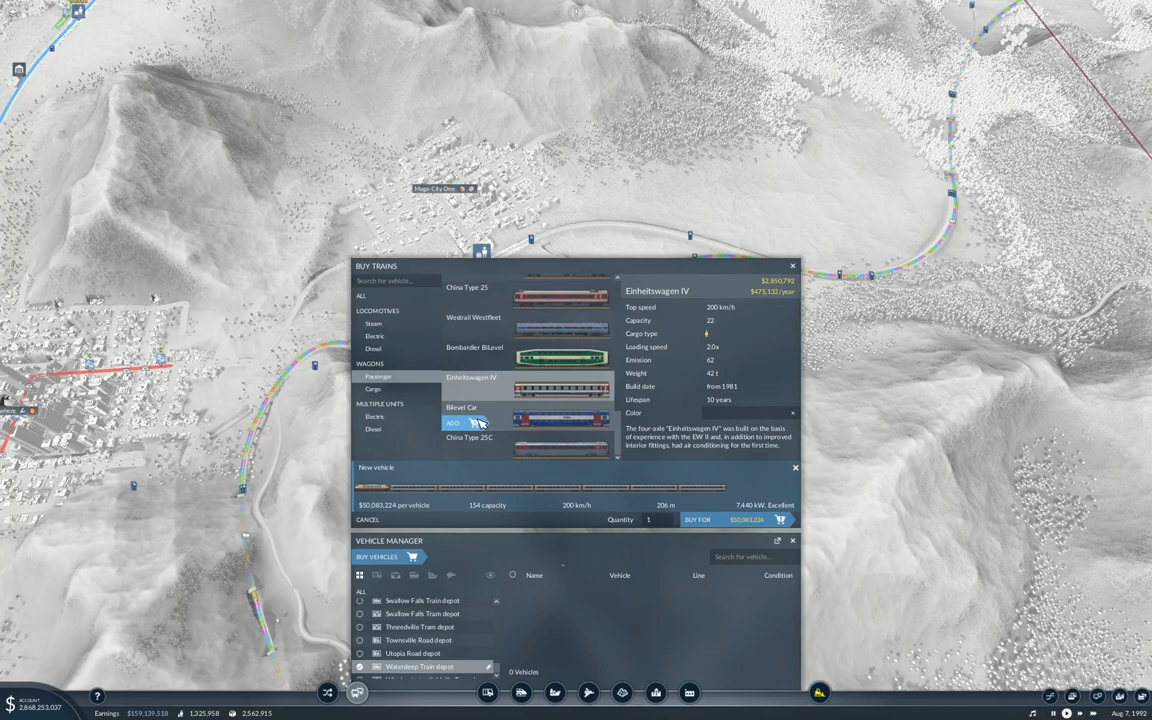 Mega-City One
BUY TRAINS
Search for vehicle...
ALL
LOCOMOTIVES
Steam
Electric
Diesel
WAGONS
Passenger
Cargo
MULTIPLE UNITS
Electric
Diesel
China Type 25
Westrail Westfleet
Bombardier BiLevel
Einheitswagen IV
Bilevel Car
ADD
China Type 25C
$2,850,792
Einheitswagen IV
$475,132/year
Top speed 200 km/h
Capacity 22
Cargo type
Loading speed 2.0x
Emission 62
Weight 42 t
Build date from 1981
Lifespan 10 years
Color
The four-axle "Einheitswagen IV" was built on the basis
of experience with the EW II and, in addition to improved
interior fittings, had air conditioning for the first time.
New vehicle
$50,083,224 per vehicle 154 capacity 200 km/h 206 m 7,440 kW, Excellent
CANCEL Quantity 1 BUY FOR $50,083,224
VEHICLE MANAGER
BUY VEHICLES Search for vehicle...
Name Vehicle Line Condition
ALL
Swallow Falls Train depot
Swallow Falls Tram depot
Thneedville Tram depot
Townsville Road depot
Utopia Road depot
Waterdeep Train depot
0 Vehicles
$ ACCOUNT
2,868,253,037
?
Earnings $159,139,518 1,325,958 2,562,915 Aug 7, 1992